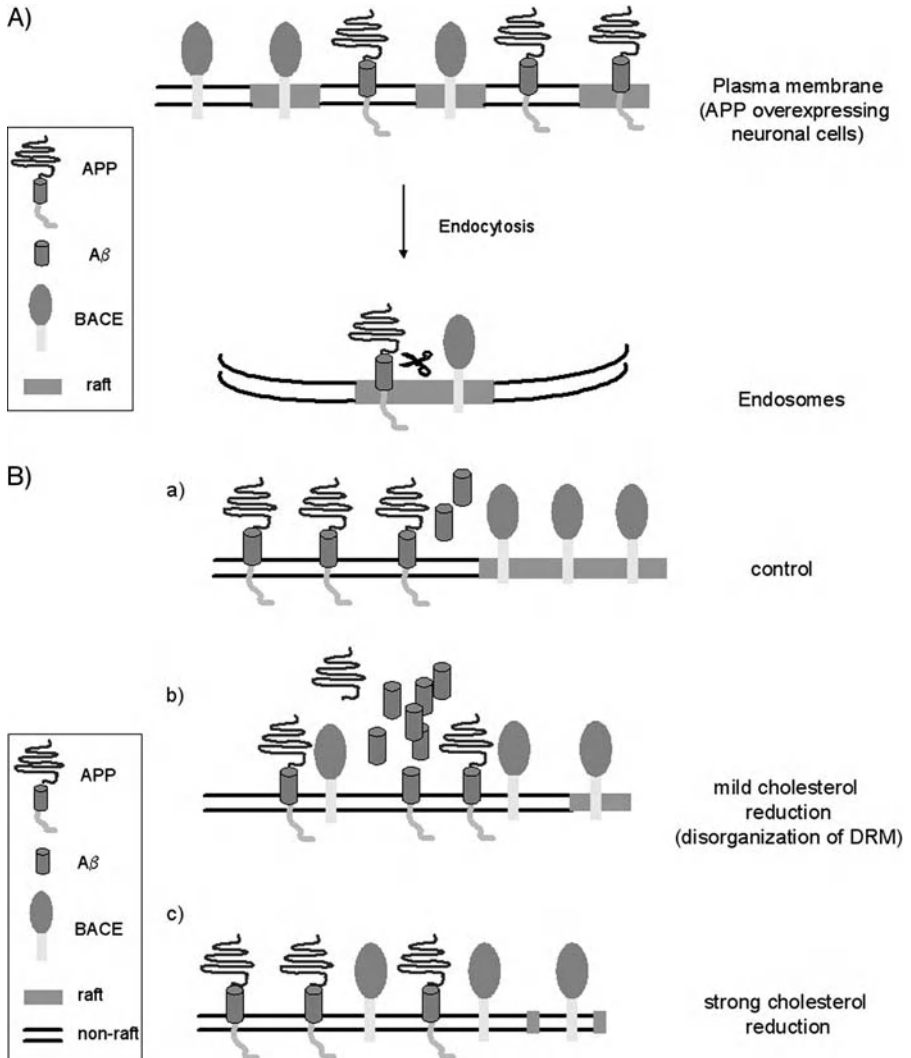 A)
Plasma membrane
(APP overexpressing
neuronal cells)
APP
Aβ
BACE
raft
Endocytosis
Endosomes
B)
a)
control
b)
mild cholesterol
reduction
(disorganization of DRM)
APP
Aβ
BACE
raft
non-raft
c)
strong cholesterol
reduction